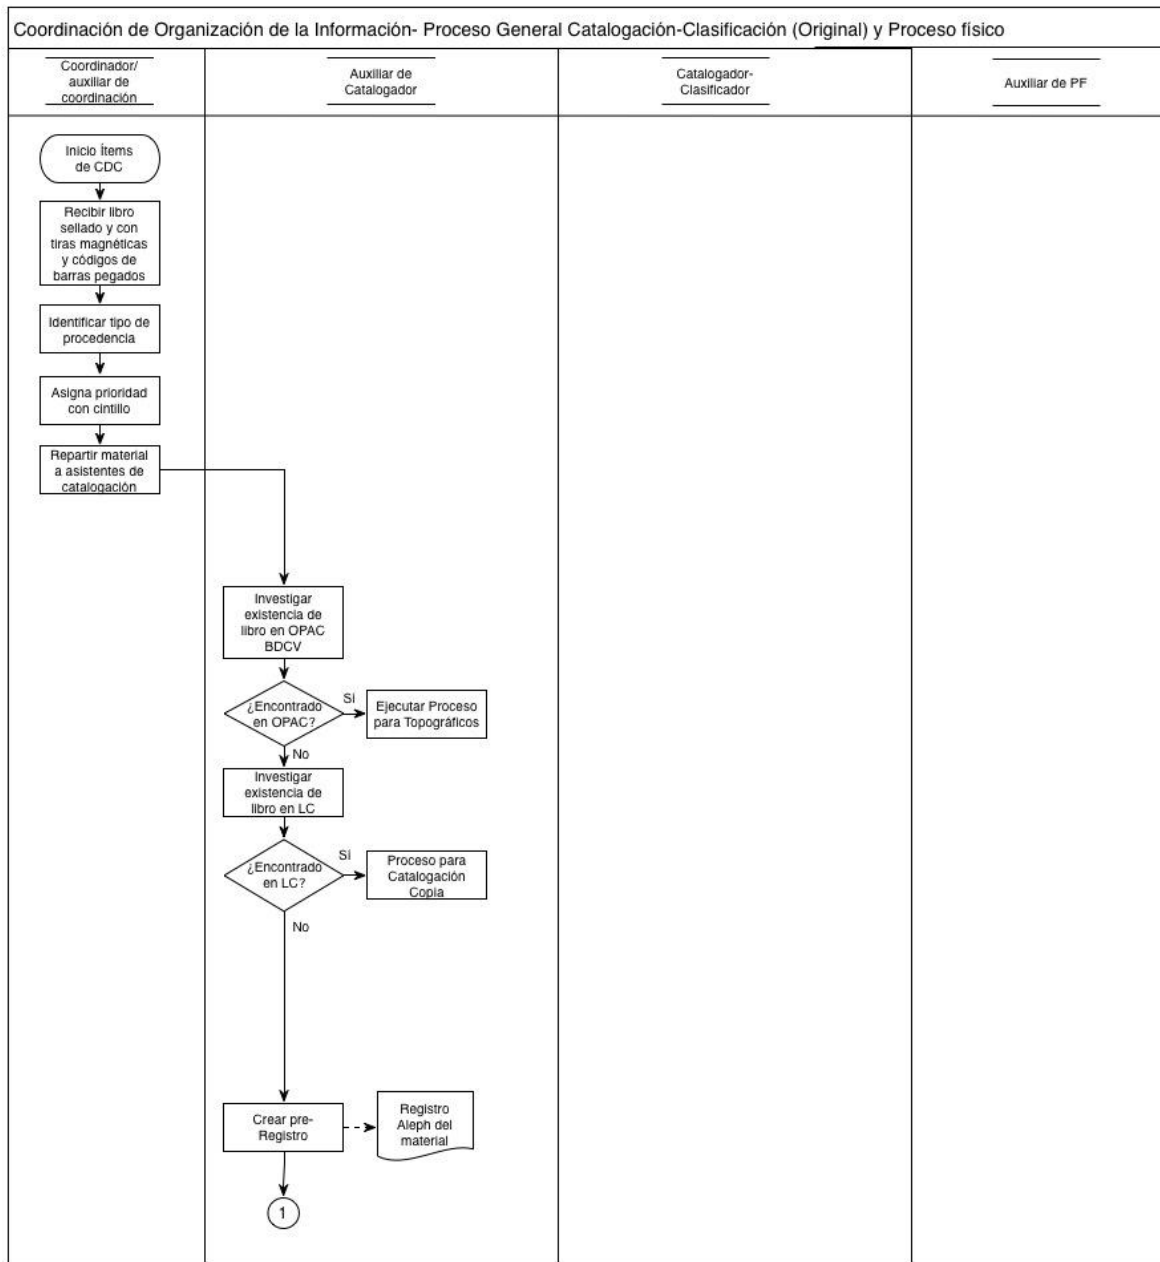 Coordinación de Organización de la Información- Proceso General Catalogación-Clasificación (Original) y Proceso físico
Coordinador/
auxiliar de
coordinación
Auxiliar de
Catalogador
Catalogador-
Clasificador
Auxiliar de PF
Inicio Ítems
de CDC
Recibir libro
sellado y con
tiras magnéticas
y códigos de
barras pegados
Identificar tipo de
procedencia
Asigna prioridad
con cintillo
Repartir material
a asistentes de
catalogación
Investigar
existencia de
libro en OPAC
BDCV
¿Encontrado
en OPAC?
Si
Ejecutar Proceso
para Topográficos
No
Investigar
existencia de
libro en LC
¿Encontrado
en LC?
Si
Proceso para
Catalogación
Copia
No
Crear pre-
Registro
Registro
Aleph del
material
1